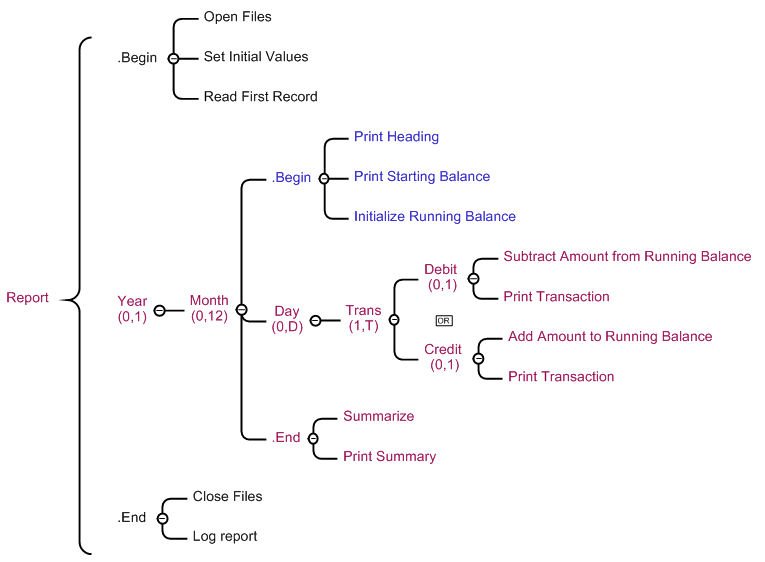 Open Files
.Begin
Set Initial Values
Read First Record
Print Heading
.Begin
Print Starting Balance
Initialize Running Balance
Report
Year
(0,1)
Month
(0,12)
Day
(0,D)
Trans
(1,T)
Debit
(0,1)
Subtract Amount from Running Balance
Print Transaction
OR
Credit
(0,1)
Add Amount to Running Balance
Print Transaction
.End
Summarize
Print Summary
.End
Close Files
Log report